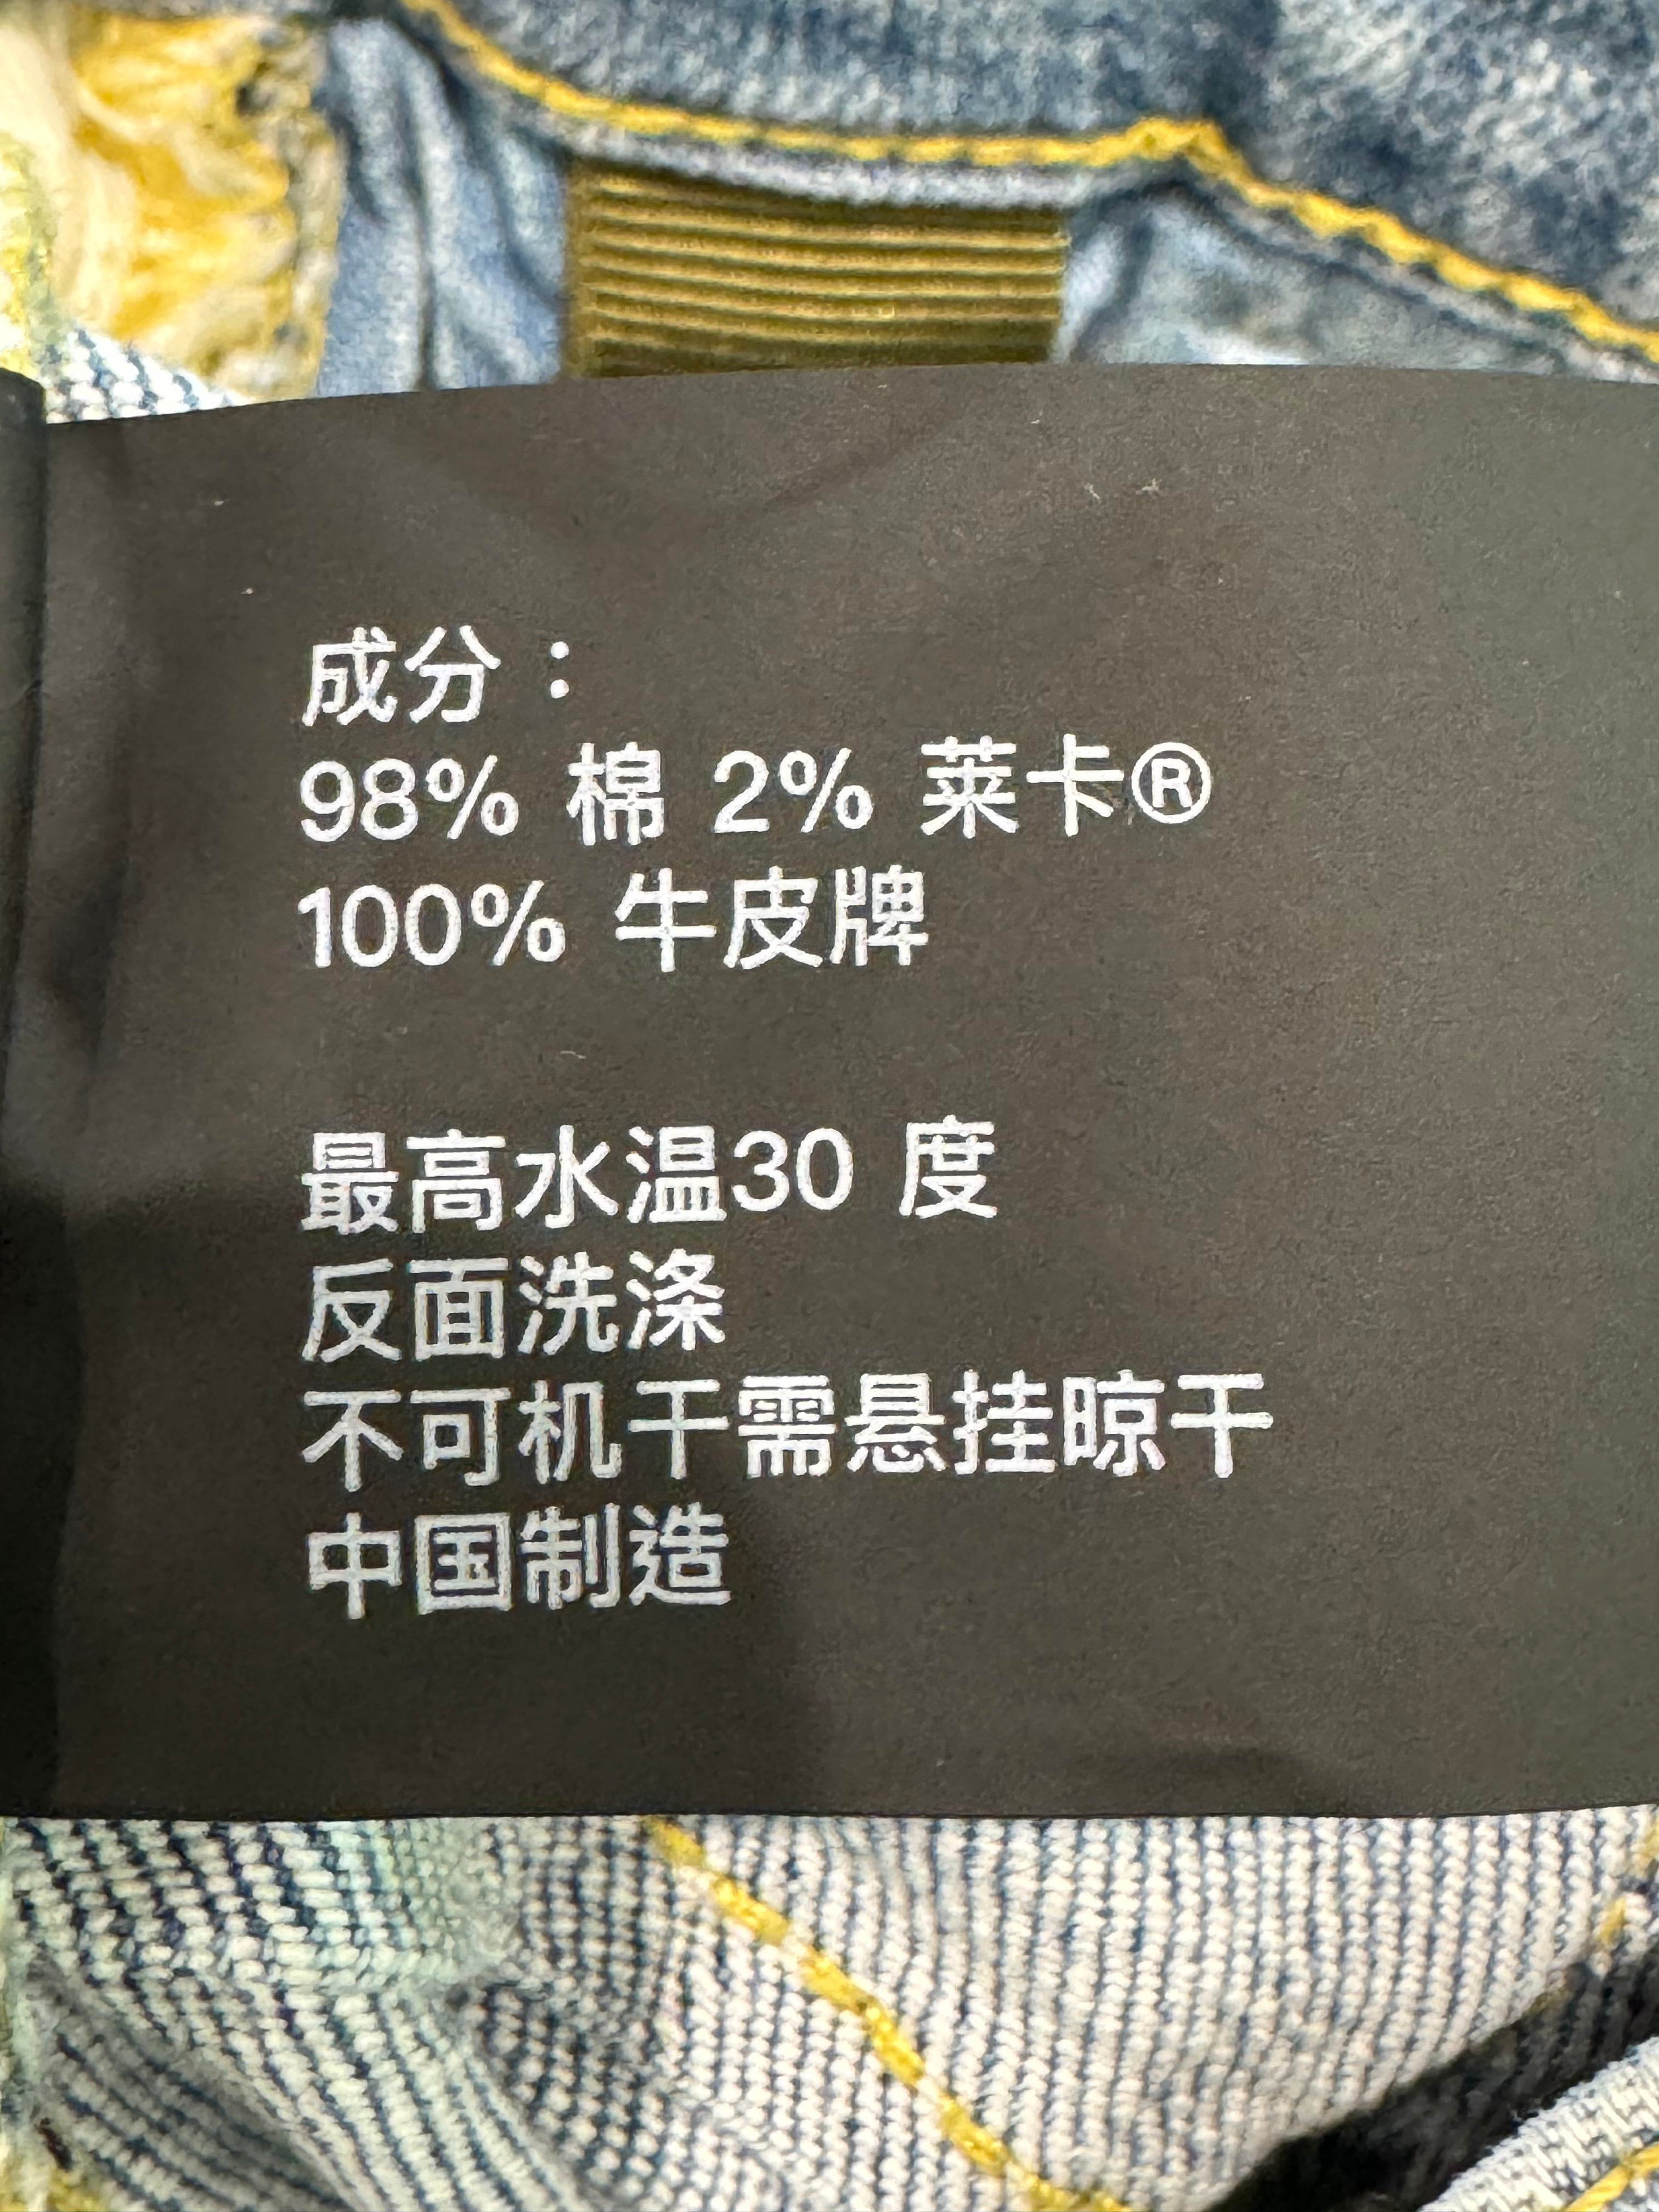 成分：
98% 棉 2% 莱卡®
100% 牛皮牌
最高水温30 度
反面洗涤
不可机干需悬挂晾干
中国制造